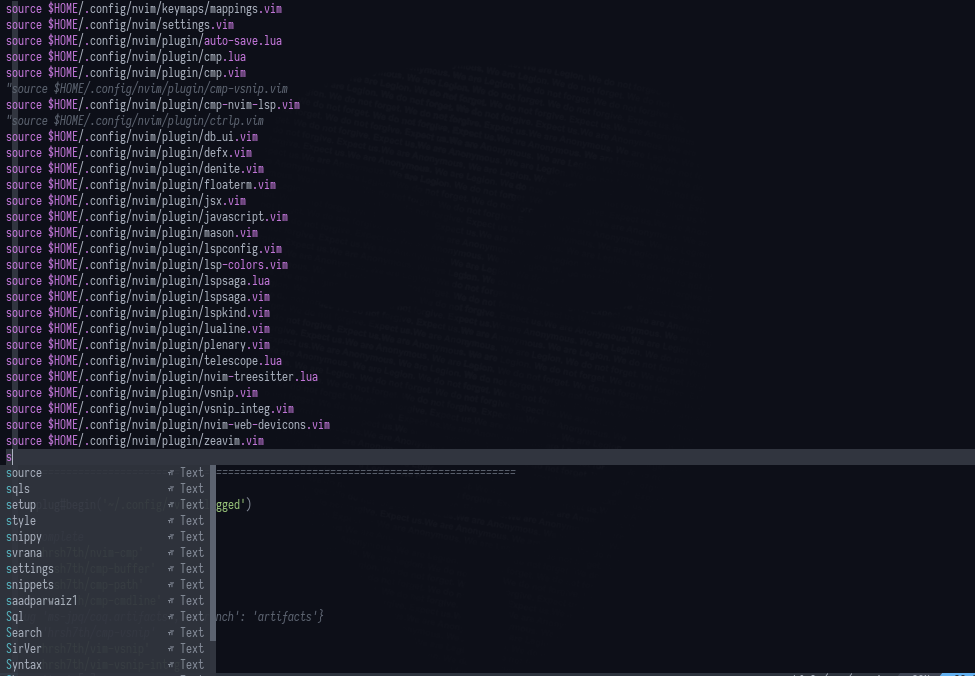 source $HOME/.config/nvim/keymaps/mappings.vim
source $HOME/.config/nvim/settings.vim
source $HOME/.config/nvim/plugin/auto-save.lua
source $HOME/.config/nvim/plugin/cmp.lua
source $HOME/.config/nvim/plugin/cmp.vim
"source $HOME/.config/nvim/plugin/cmp-vsnip.vim
source $HOME/.config/nvim/plugin/cmp-nvim-lsp.vim
"source $HOME/.config/nvim/plugin/ctrlp.vim
source $HOME/.config/nvim/plugin/db_ui.vim
source $HOME/.config/nvim/plugin/defx.vim
source $HOME/.config/nvim/plugin/denite.vim
source $HOME/.config/nvim/plugin/floaterm.vim
source $HOME/.config/nvim/plugin/jsx.vim
source $HOME/.config/nvim/plugin/javascript.vim
source $HOME/.config/nvim/plugin/mason.vim
source $HOME/.config/nvim/plugin/lspconfig.vim
source $HOME/.config/nvim/plugin/lsp-colors.vim
source $HOME/.config/nvim/plugin/lspsaga.lua
source $HOME/.config/nvim/plugin/lspsaga.vim
source $HOME/.config/nvim/plugin/lspkind.vim
source $HOME/.config/nvim/plugin/lualine.vim
source $HOME/.config/nvim/plugin/plenary.vim
source $HOME/.config/nvim/plugin/telescope.lua
source $HOME/.config/nvim/plugin/nvim-treesitter.lua
source $HOME/.config/nvim/plugin/vsnip.vim
source $HOME/.config/nvim/plugin/vsnip_integ.vim
source $HOME/.config/nvim/plugin/nvim-web-devicons.vim
source $HOME/.config/nvim/plugin/zeavim.vim
s
source Text ==================================================
sqls Text
setup Text gged')
style Text
snippy Text
svrana Text
settings Text
snippets Text
saadparwaiz1 Text
Sql Text nch': 'artifacts'}
Search Text
SirVer Text
Syntax Text